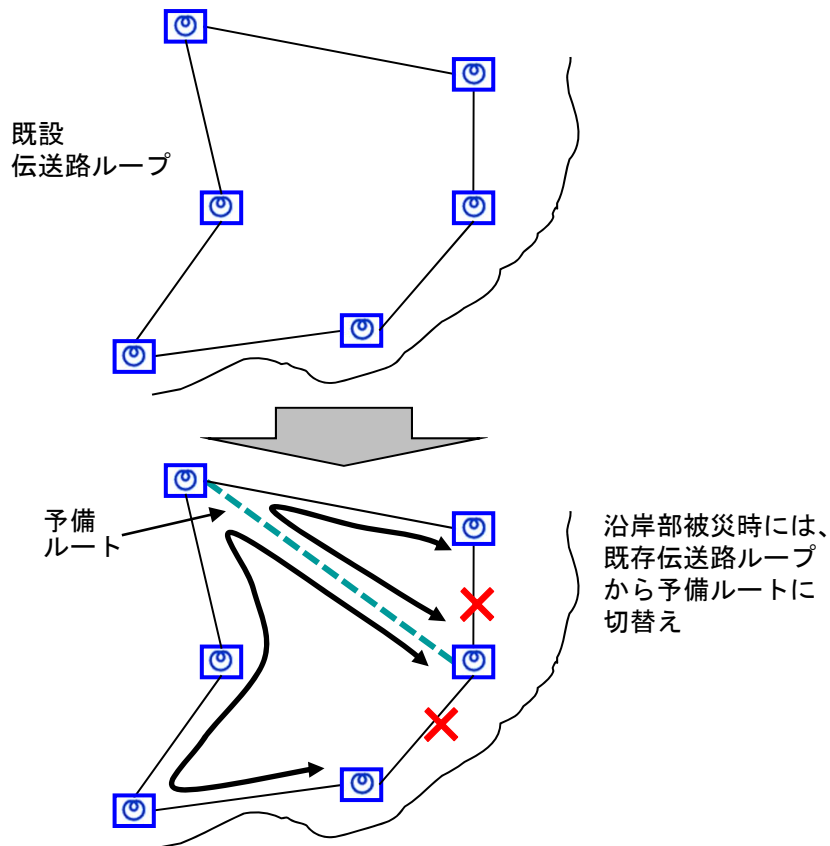 既設
伝送路ループ
予備
ルート
沿岸部被災時には、
既存伝送路ループ
から予備ルートに
切替え